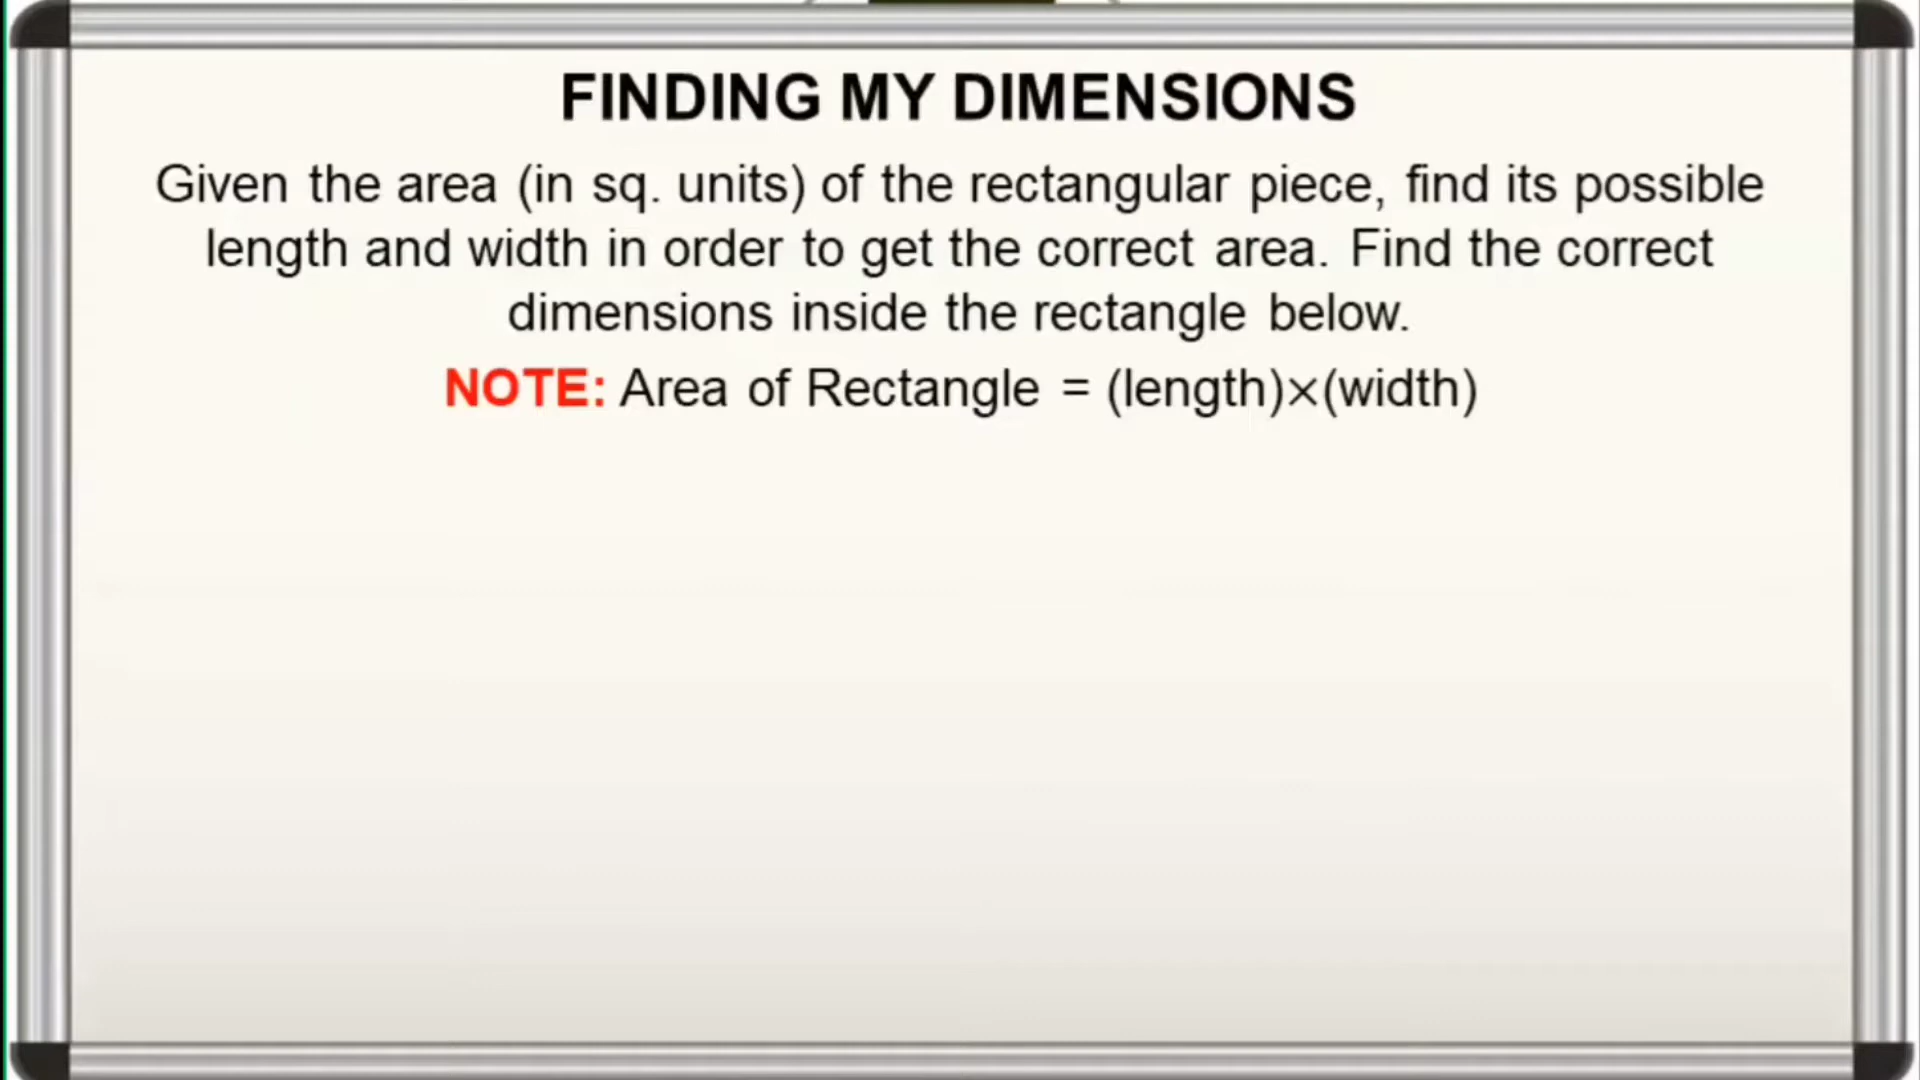 FINDING MY DIMENSIONS
Given the area (in sq. units) of the rectangular piece, find its possible
length and width in order to get the correct area. Find the correct
dimensions inside the rectangle below.
NOTE: Area of Rectangle = (length)×(width)